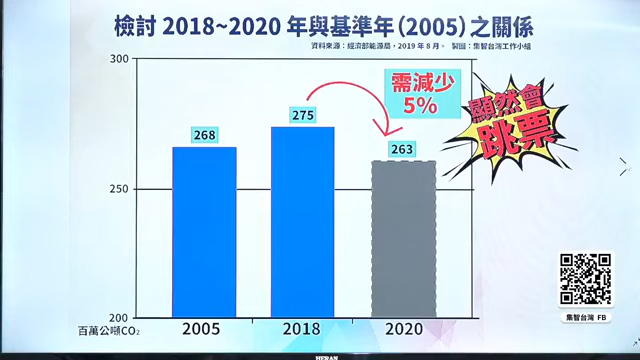 檢討 2018~2020 年與基準年(2005)之關係
資料來源：經濟部能源局，2019 年 8 月。 製圖：集智台灣工作小組
300
需減少
5%
顯然會
跳票
275
268
263
250
200
百萬公噸CO₂
2005
2018
2020
集智台灣 FB
HERAN